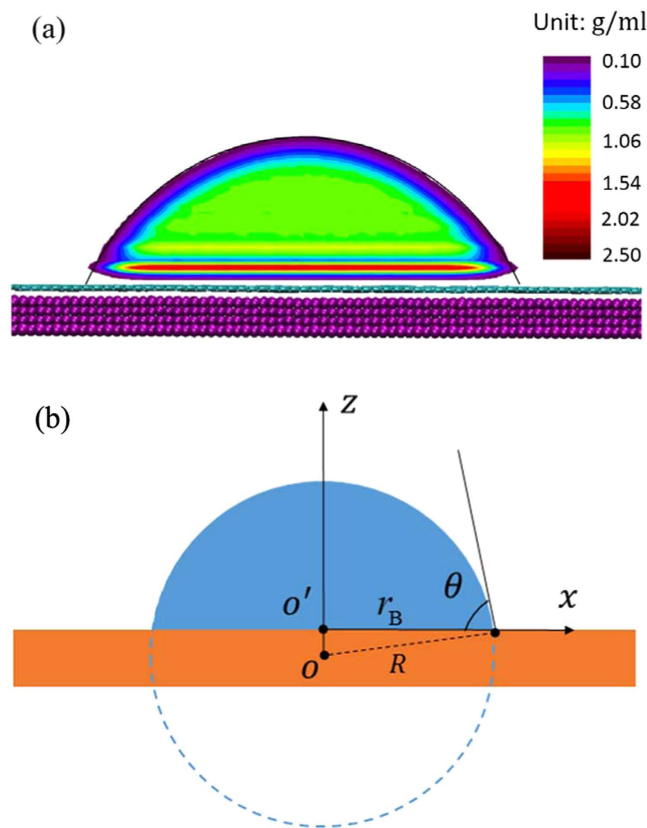 (a)
Unit: g/ml
0.10
0.58
1.06
1.54
2.02
2.50
(b)
z
θ
x
o'
r_B
o
R